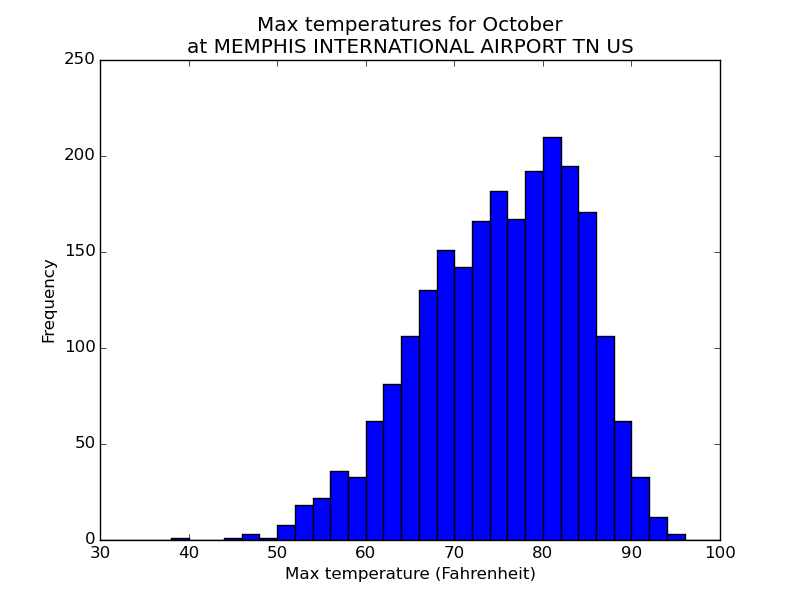 Max temperatures for October
at MEMPHIS INTERNATIONAL AIRPORT TN US
250
200
150
100
50
0
Frequency
30 40 50 60 70 80 90 100
Max temperature (Fahrenheit)